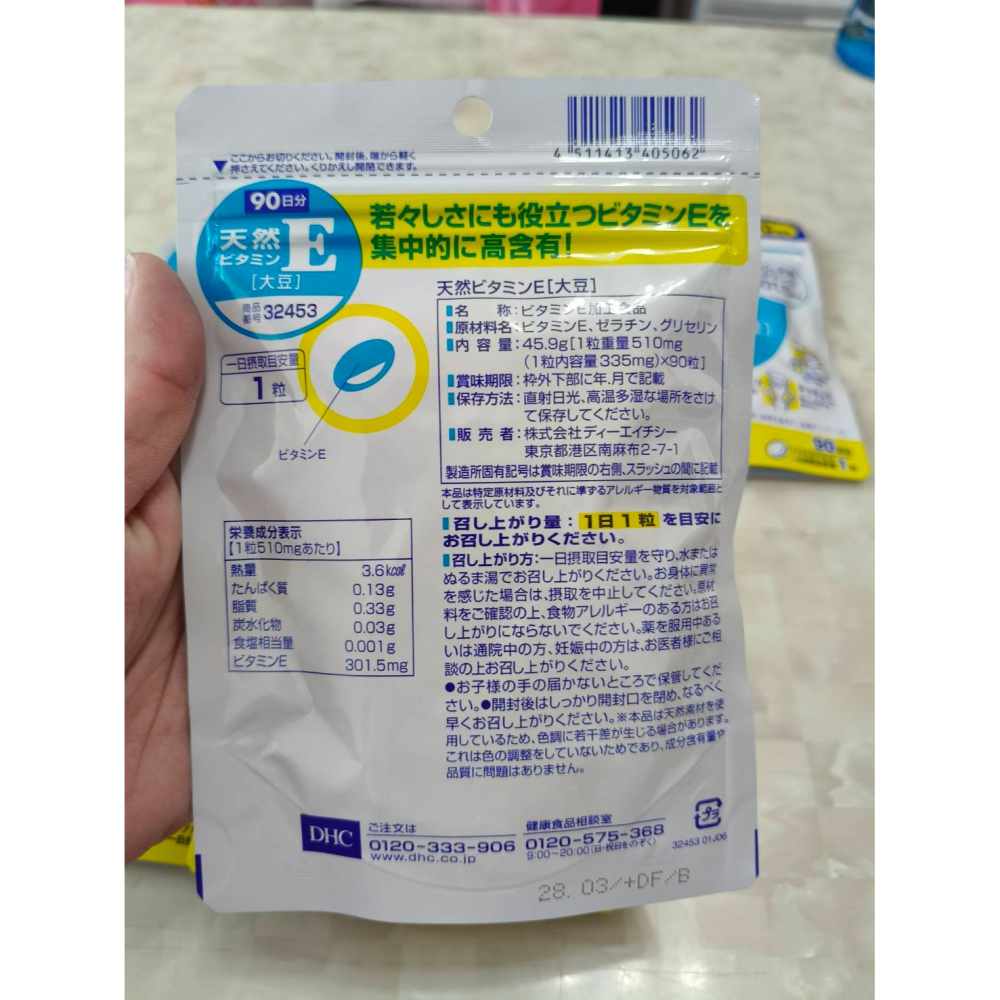 4 511413 405062
▼ここからお切りください。開封後、端から軽く
押さえてください。くりかえし開閉できます。
90日分
天然
ビタミン
E
[大豆]
商品
番号 32453
若々しさにも役立つビタミンEを
集中的に高含有!
一日摂取目安量
1粒
ビタミンE
天然ビタミンE[大豆]
名 称:ビタミンE加工食品
原材料名:ビタミンE、ゼラチン、グリセリン
内 容 量:45.9g[1粒重量510mg
(1粒内容量335mg)×90粒]
賞味期限:枠外下部に年.月で記載
保存方法:直射日光、高温多湿な場所をさけ
て保存してください。
販 売 者:株式会社ディーエイチシー
東京都港区南麻布2-7-1
製造所固有記号は賞味期限の右側、スラッシュの間に記載
本品は特定原材料及びそれに準ずるアレルギー物質を対象範囲と
して表示しています。
召し上がり量:1日1粒を目安に
お召し上がりください。
召し上がり方:一日摂取目安量を守り、水または
ぬるま湯でお召し上がりください。お身体に異常
を感じた場合は、摂取を中止してください。原材
料をご確認の上、食物アレルギーのある方はお召
し上がりにならないでください。薬を服用中ある
いは通院中の方、妊娠中の方は、お医者様にご相
談の上お召し上がりください。
●お子様の手の届かないところで保管してくだ
さい。●開封後はしっかり開封口を閉め、なるべく
早くお召し上がりください。※本品は天然素材を使
用しているため、色調に若干差が生じる場合があります。
これは色の調整をしていないためであり、成分含有量や
品質に問題はありません。
栄養成分表示
[1粒510mgあたり]
熱量 3.6kcal
たんぱく質 0.13g
脂質 0.33g
炭水化物 0.03g
食塩相当量 0.001g
ビタミンE 301.5mg
DHC
ご注文は
0120-333-906
www.dhc.co.jp
健康食品相談室
0120-575-368
9:00~20:00(日・祝日をのぞく)
プラ
32453 01J06
28. 03/+DF/B
90